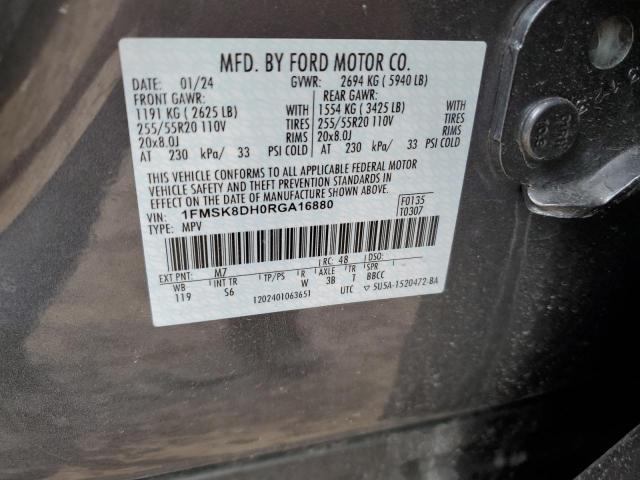 MFD. BY FORD MOTOR CO.
DATE: 01/24 GVWR: 2694 KG ( 5940 LB)
FRONT GAWR: REAR GAWR:
1191 KG ( 2625 LB) WITH 1554 KG ( 3425 LB) WITH
255/55R20 110V TIRES 255/55R20 110V TIRES
20x8.0J RIMS 20x8.0J RIMS
AT 230 kPa/ 33 PSI COLD AT 230 kPa/ 33 PSI COLD
THIS VEHICLE CONFORMS TO ALL APPLICABLE FEDERAL MOTOR
VEHICLE SAFETY AND THEFT PREVENTION STANDARDS IN EFFECT
ON THE DATE OF MANUFACTURE SHOWN ABOVE.
VIN: 1FMSK8DH0RGA16880 F0135
TYPE: MPV T0307
EXT PNT: M7 RC: 48
WB INT TR TP/PS R AXLE TR SPR
119 S6 W 3B T BBCC
1202401063651 UTC ▽ 5U5A-1520472-BA